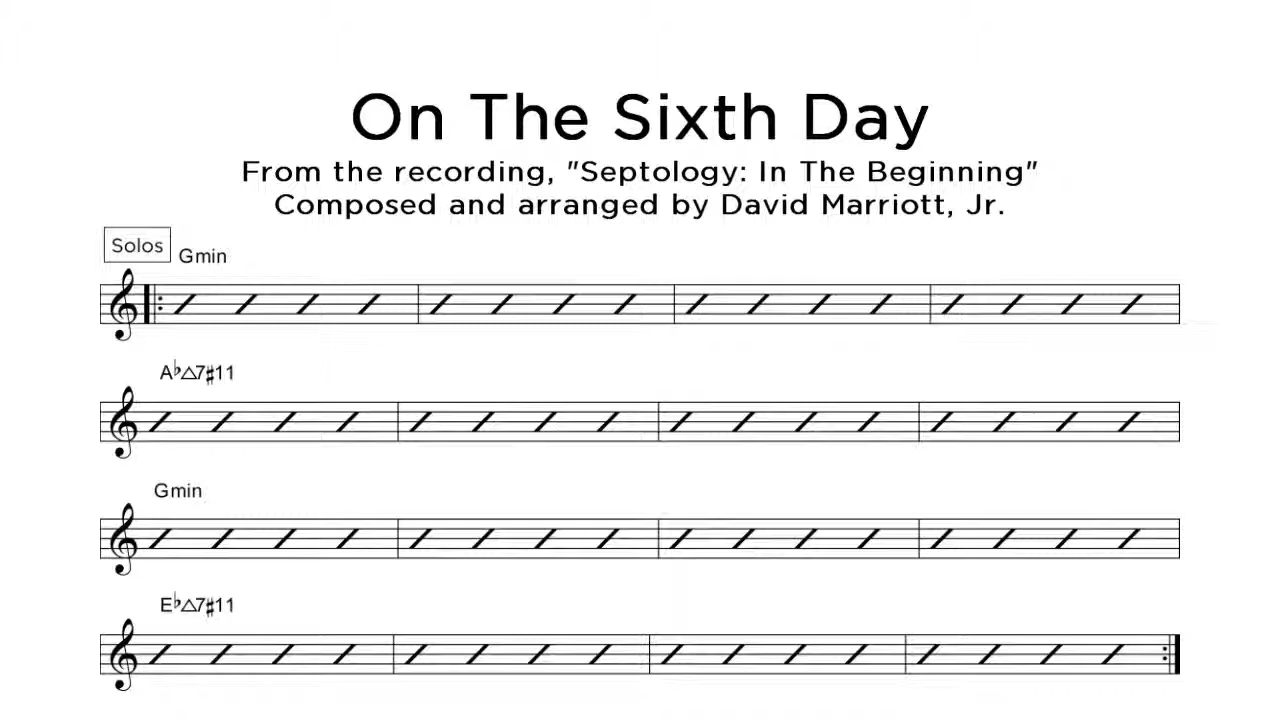 On The Sixth Day
From the recording, "Septology: In The Beginning"
Composed and arranged by David Marriott, Jr.
Solos
Gmin
A♭△7♯11
Gmin
E♭△7♯11